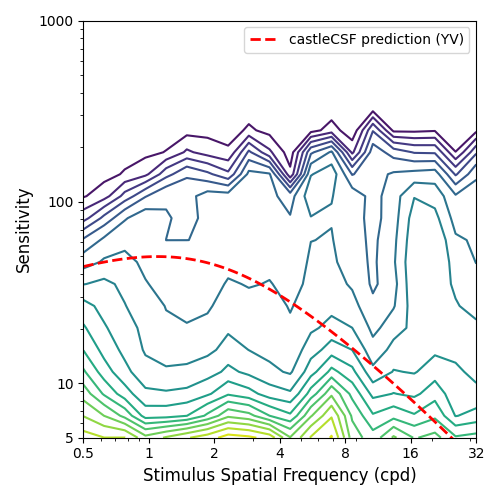 1000
castleCSF prediction (YV)
Sensitivity
100
10
5
0.5 1 2 4 8 16 32
Stimulus Spatial Frequency (cpd)